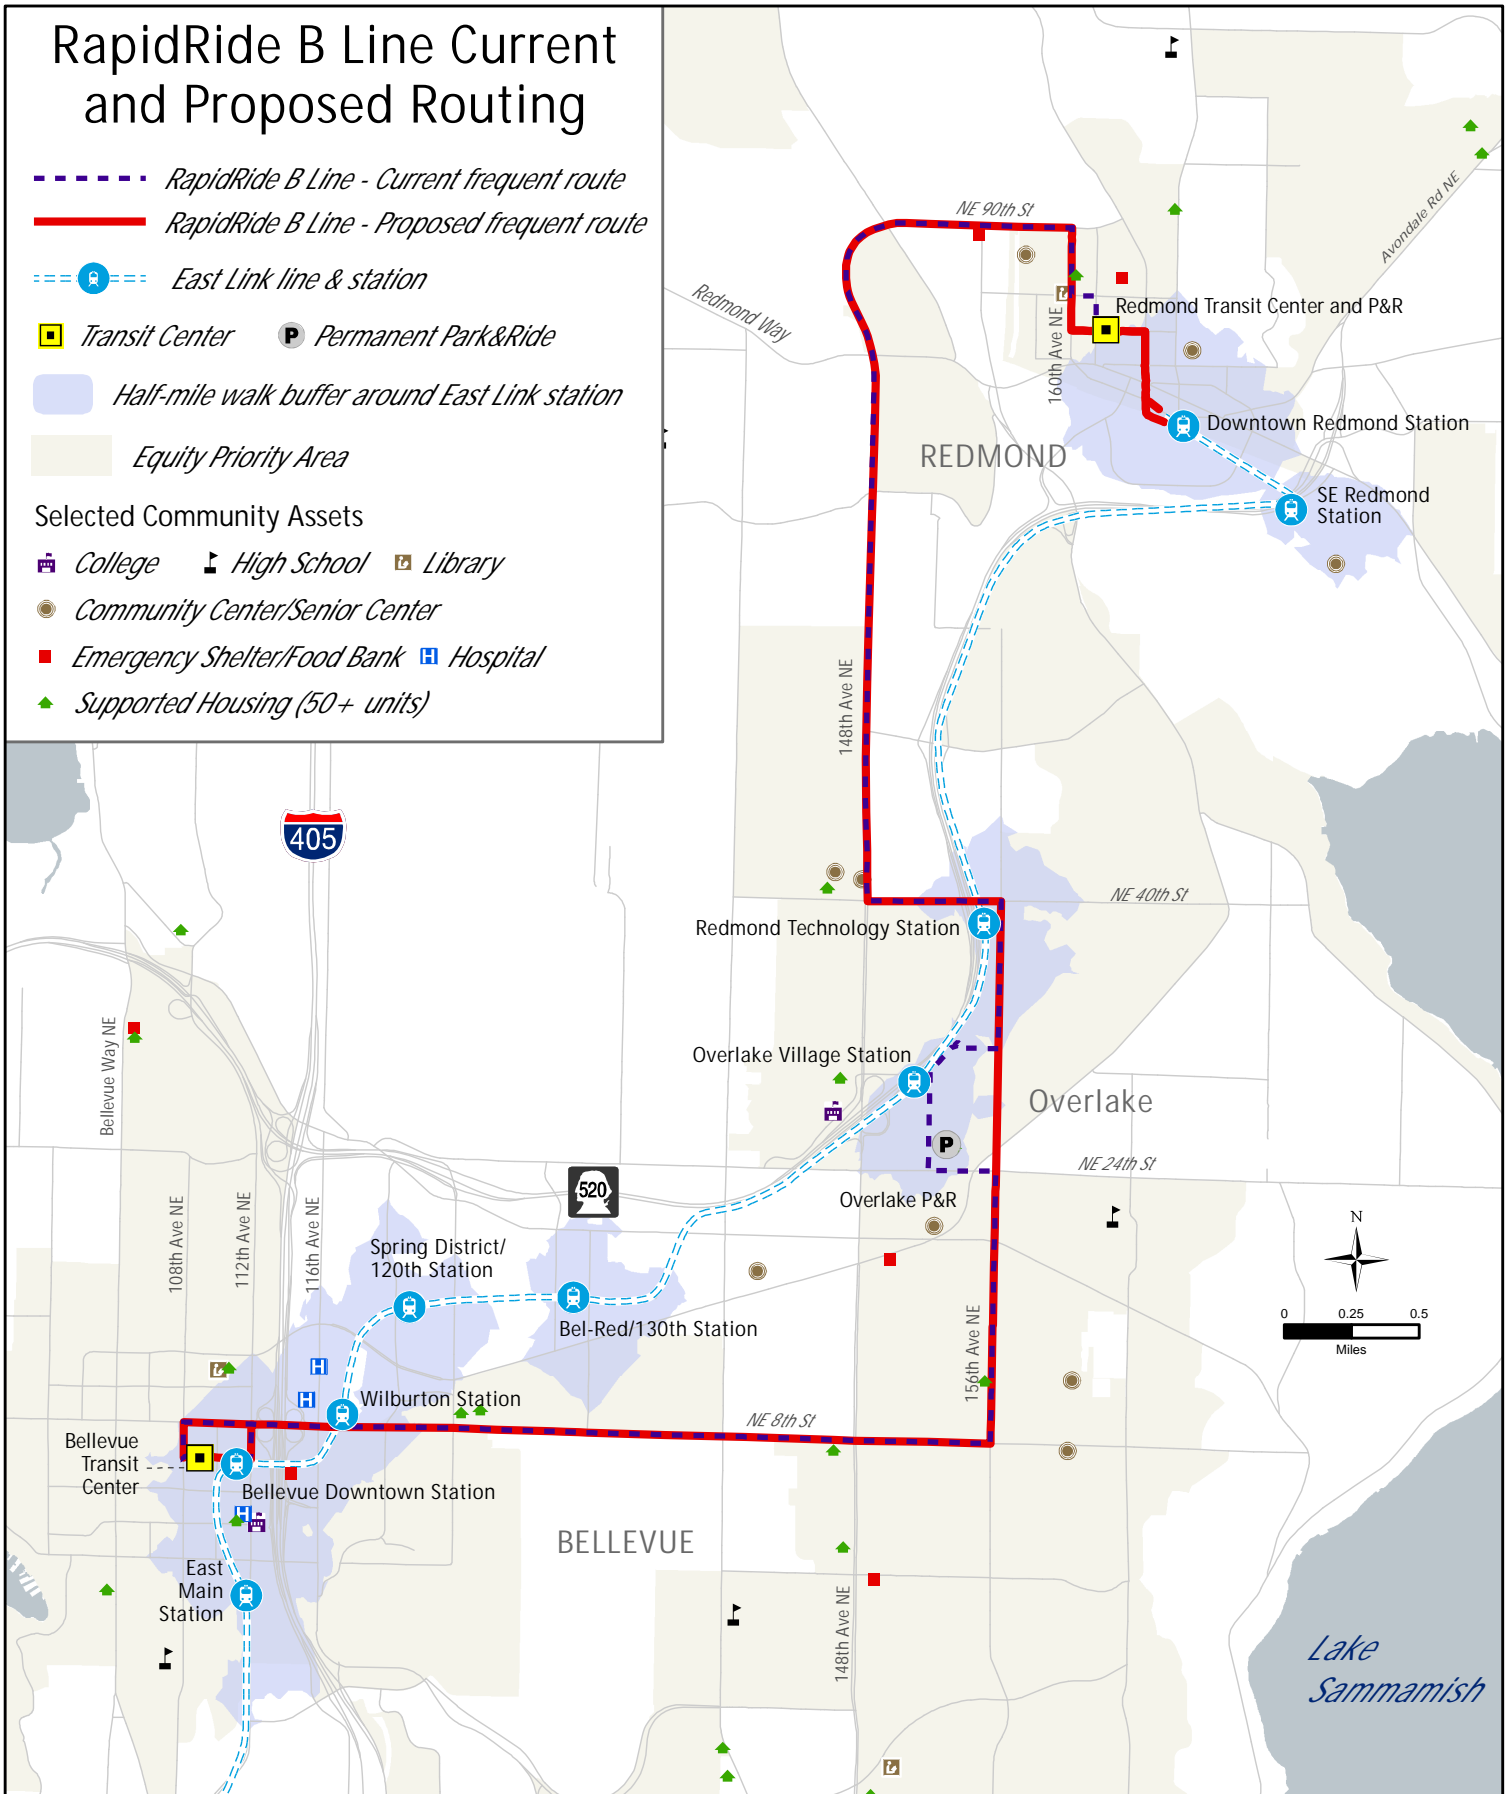 RapidRide B Line Current
and Proposed Routing
RapidRide B Line - Current frequent route
RapidRide B Line - Proposed frequent route
East Link line & station
Transit Center
P
Permanent Park&Ride
Half-mile walk buffer around East Link station
Equity Priority Area
Selected Community Assets
College
High School
Library
Community Center/Senior Center
Emergency Shelter/Food Bank
H
Hospital
Supported Housing (50+ units)
NE 90th St
Avondale Rd NE
Redmond Way
Redmond Transit Center and P&R
160th Ave NE
Downtown Redmond Station
REDMOND
SE Redmond
Station
148th Ave NE
405
NE 40th St
Redmond Technology Station
Bellevue Way NE
Overlake Village Station
Overlake
P
NE 24th St
520
Overlake P&R
108th Ave NE
112th Ave NE
116th Ave NE
Spring District/
120th Station
N
0 0.25 0.5
Miles
Bel-Red/130th Station
156th Ave NE
H
H
Wilburton Station
NE 8th St
Bellevue
Transit
Center
Bellevue Downtown Station
H
BELLEVUE
East
Main
Station
148th Ave NE
Lake
Sammamish